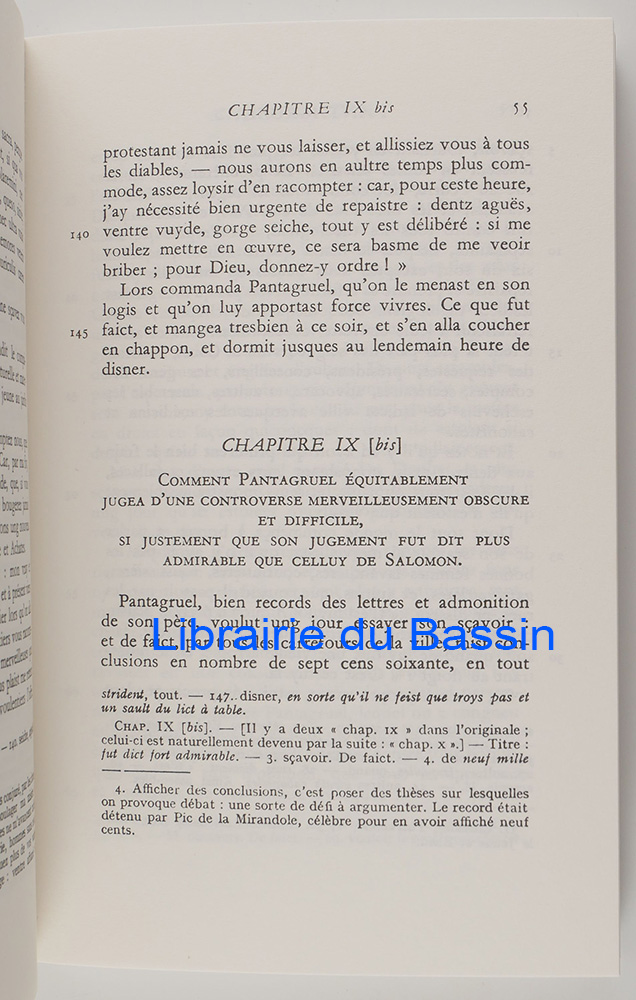 CHAPITRE IX bis 55
protestant jamais ne vous laisser, et allissiez vous à tous
les diables, — nous aurons en aultre temps plus com-
mode, assez loysir d'en racompter : car, pour ceste heure,
j'ay nécessité bien urgente de repaistre : dentz aguës,
140 ventre vuyde, gorge seiche, tout y est délibéré : si me
voulez mettre en œuvre, ce sera basme de me veoir
briber ; pour Dieu, donnez-y ordre ! »
Lors commanda Pantagruel, qu'on le menast en son
logis et qu'on luy apportast force vivres. Ce que fut
145 faict, et mangea tresbien à ce soir, et s'en alla coucher
en chappon, et dormit jusques au lendemain heure de
disner.
CHAPITRE IX [bis]
Comment Pantagruel équitablement
jugea d'une controverse merveilleusement obscure
et difficile,
si justement que son jugement fut dit plus
admirable que celluy de Salomon.
Pantagruel, bien records des lettres et admonition
de son père, voulut ung jour essayer son sçavoir :
et de faict, par tous les carrefours de la ville, mist con-
Librairie du Bassin
clusions en nombre de sept cens soixante, en tout
strident, tout. — 147. disner, en sorte qu'il ne feist que troys pas et
un sault du lict à table.
Chap. IX [bis]. — [Il y a deux « chap. ix » dans l'originale ;
celui-ci est naturellement devenu par la suite : « chap. x ».] — Titre :
fut dict fort admirable. — 3. sçavoir. De faict. — 4. de neuf mille
4. Afficher des conclusions, c'est poser des thèses sur lesquelles
on provoque débat : une sorte de défi à argumenter. Le record était
détenu par Pic de la Mirandole, célèbre pour en avoir affiché neuf
cents.